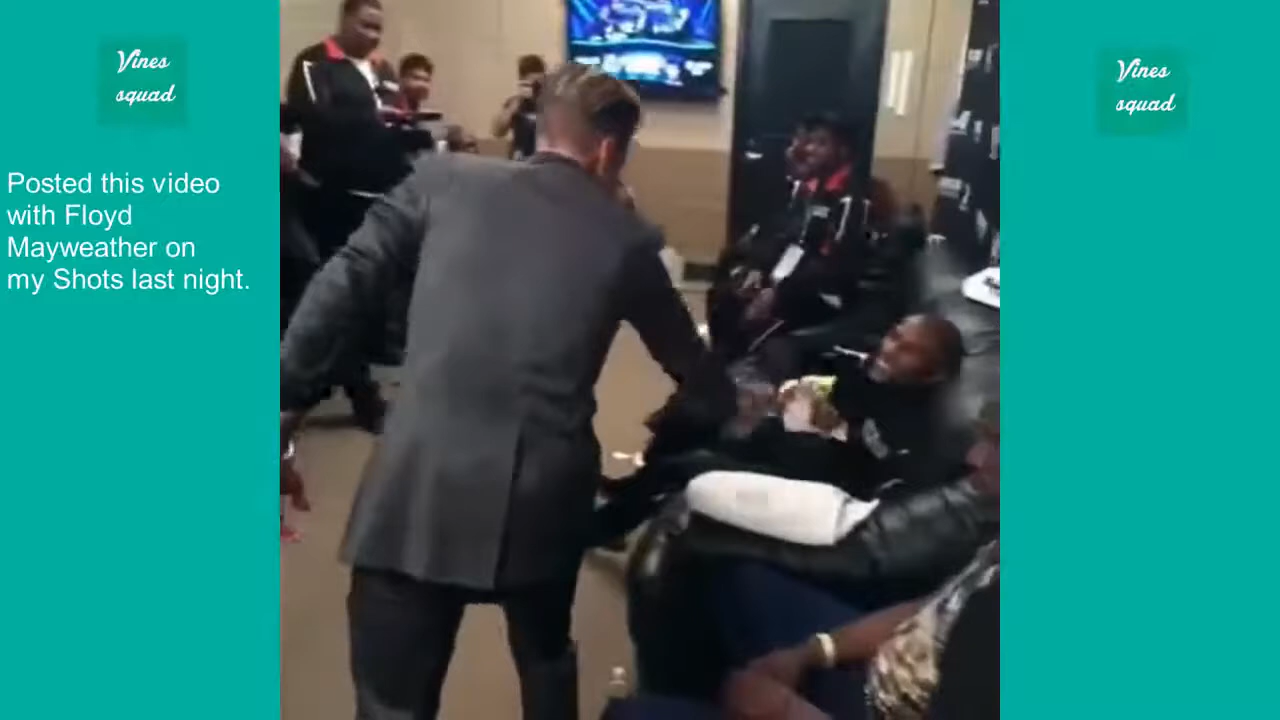 Vines
squad
Posted this video
with Floyd
Mayweather on
my Shots last night.
Vines
squad